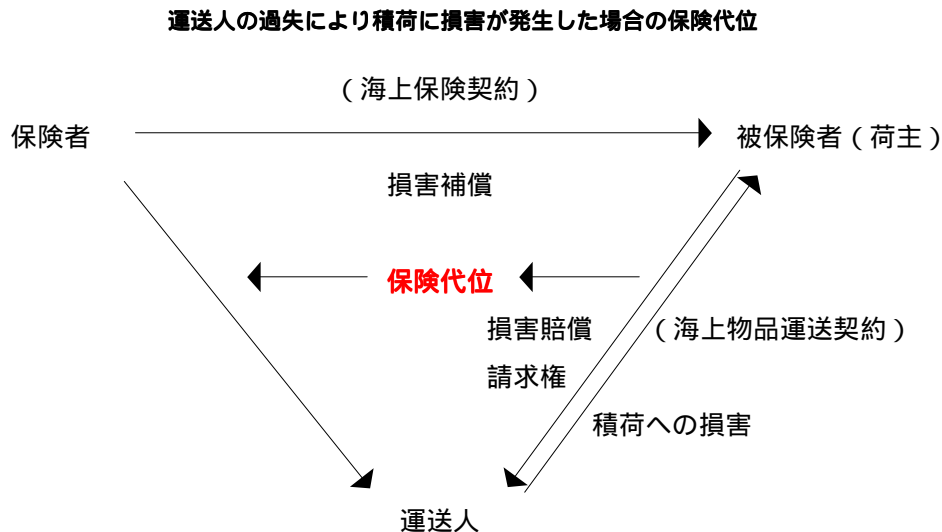 運送人の過失により積荷に損害が発生した場合の保険代位
（海上保険契約）
保険者
被保険者（荷主）
損害補償
保険代位
損害賠償
請求権
（海上物品運送契約）
積荷への損害
運送人